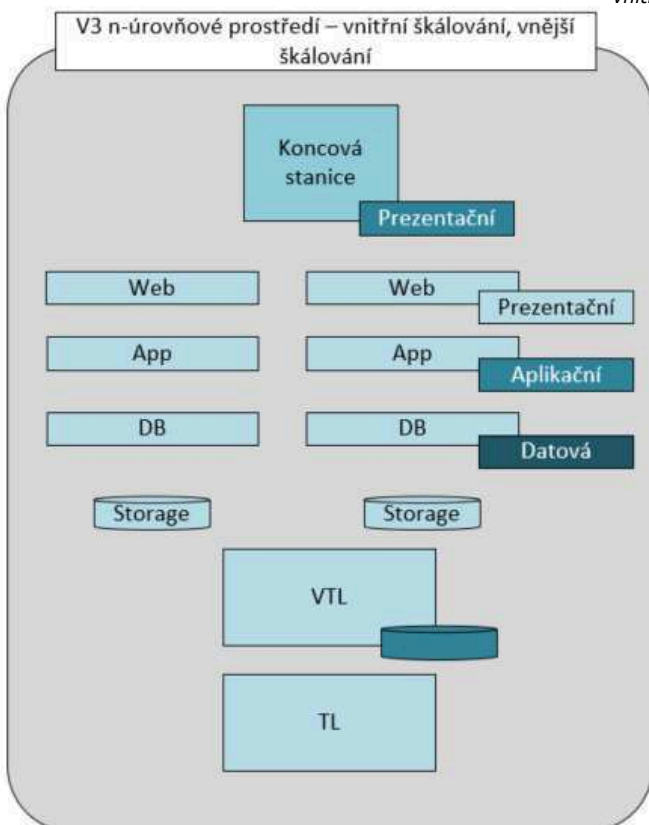 V3 n-úrovňové prostředí – vnitřní škálování, vnější
škálování
Koncová
stanice
Prezentační
Web
Web
Prezentační
App
App
Aplikační
DB
DB
Datová
Storage
Storage
VTL
TL